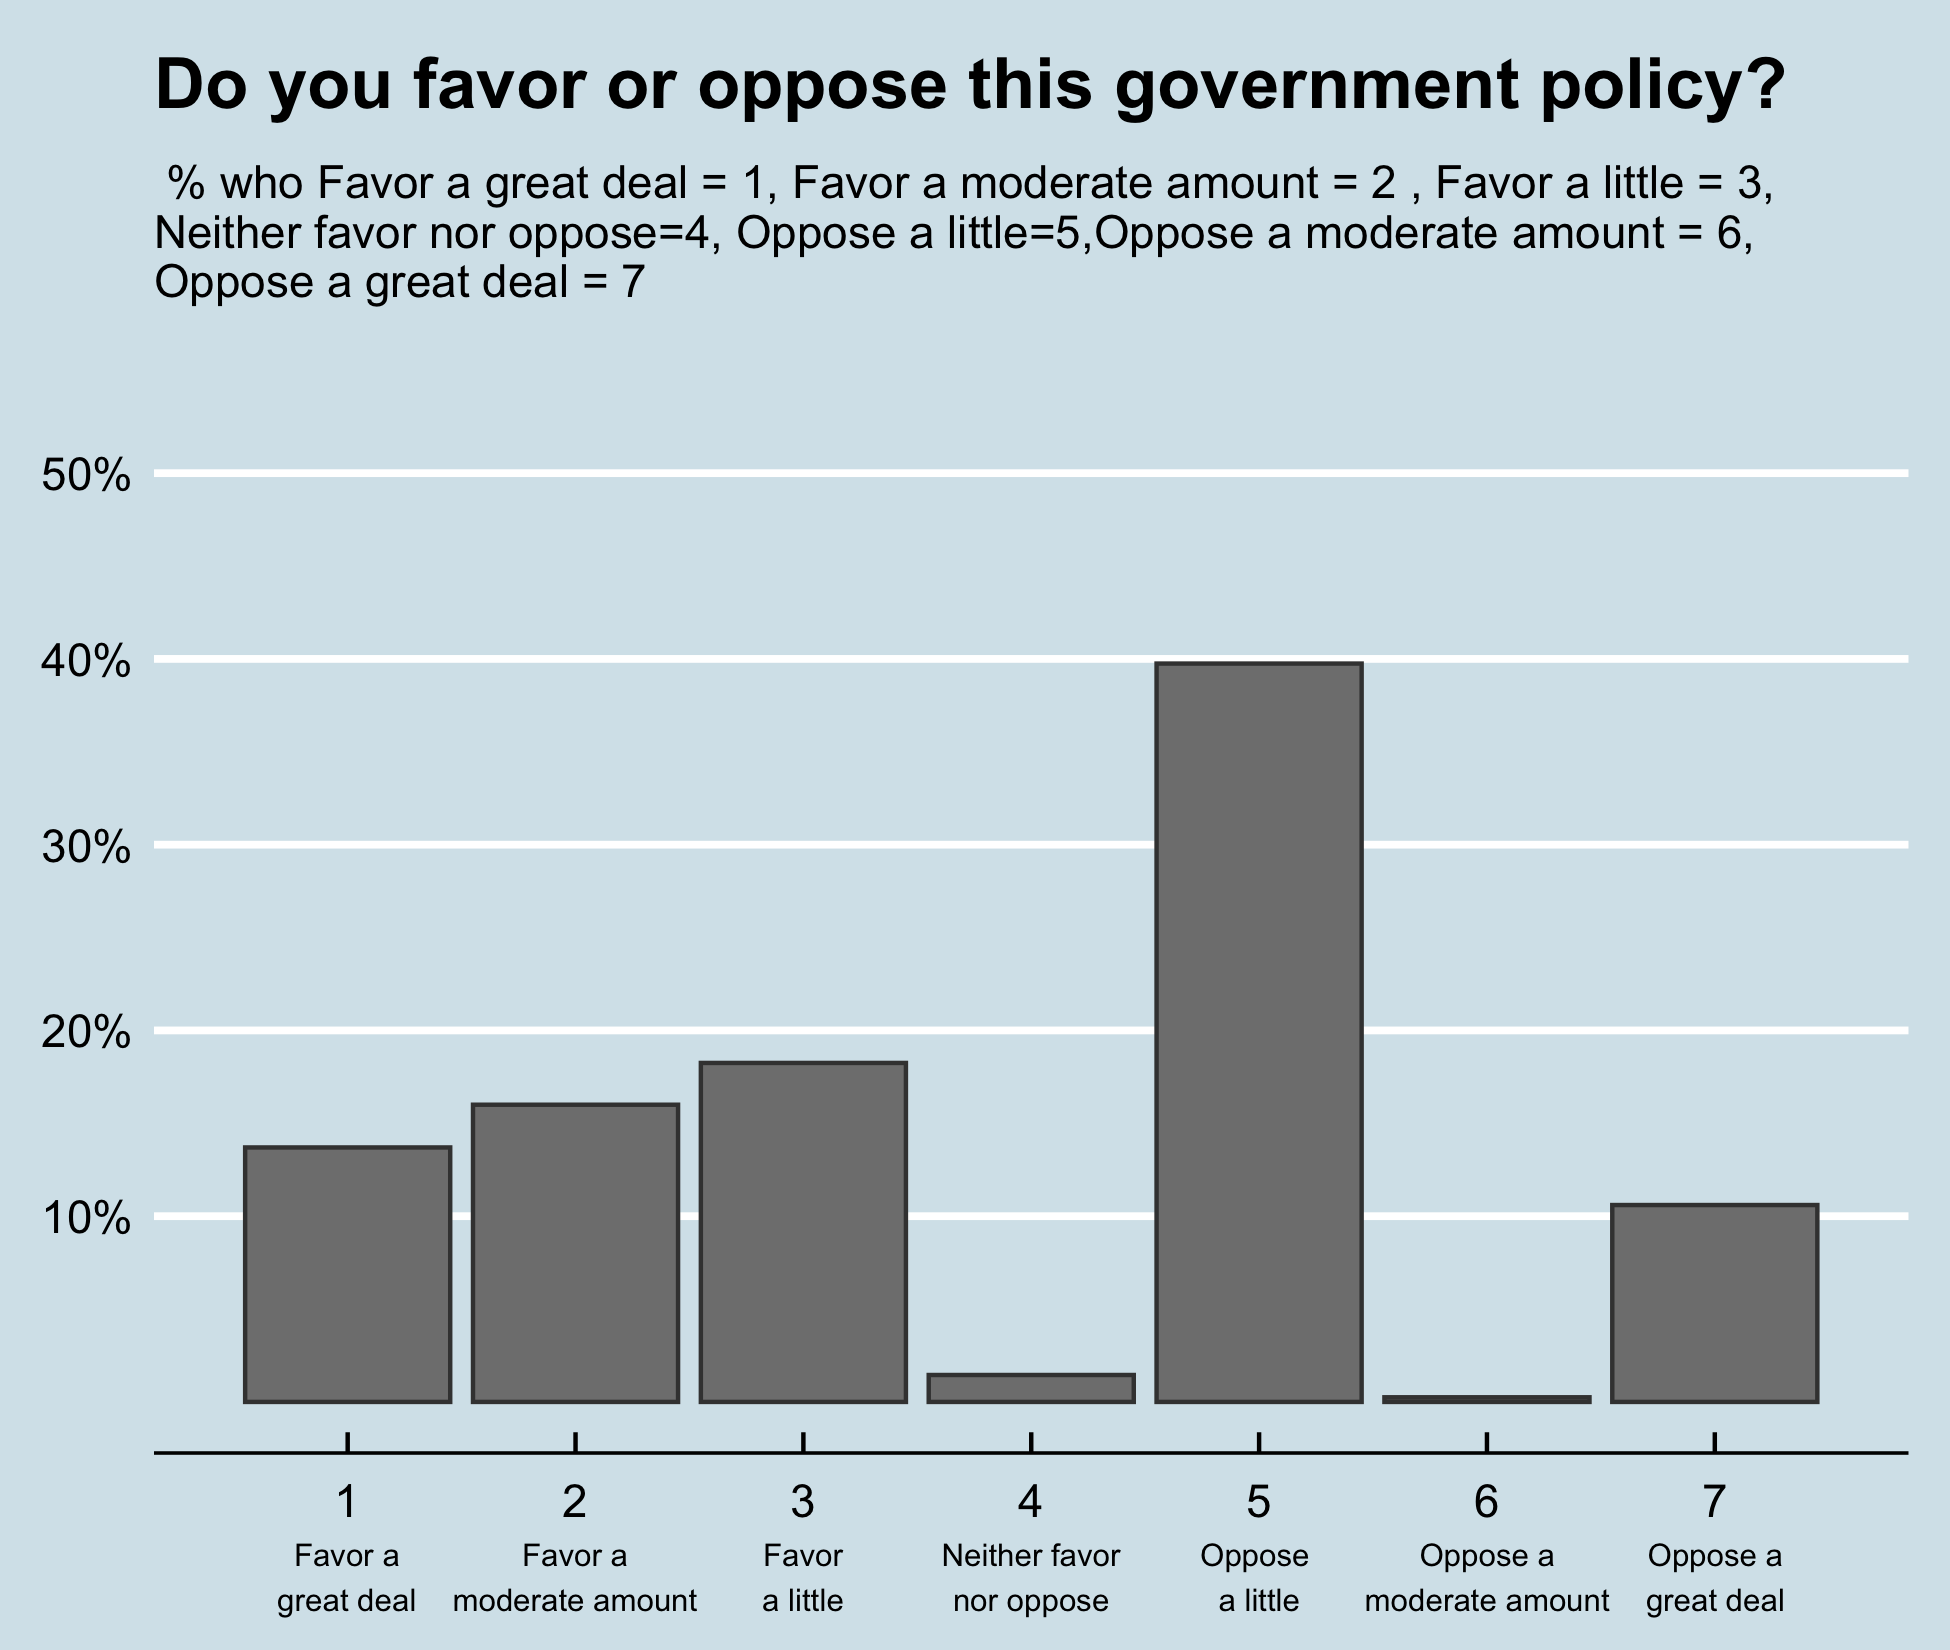 Do you favor or oppose this government policy?
% who Favor a great deal = 1, Favor a moderate amount = 2 , Favor a little = 3,
Neither favor nor oppose=4, Oppose a little=5,Oppose a moderate amount = 6,
Oppose a great deal = 7
50%
40%
30%
20%
10%
1 2 3 4 5 6 7
Favor a Favor a Favor Neither favor Oppose Oppose a Oppose a
great deal moderate amount a little nor oppose a little moderate amount great deal